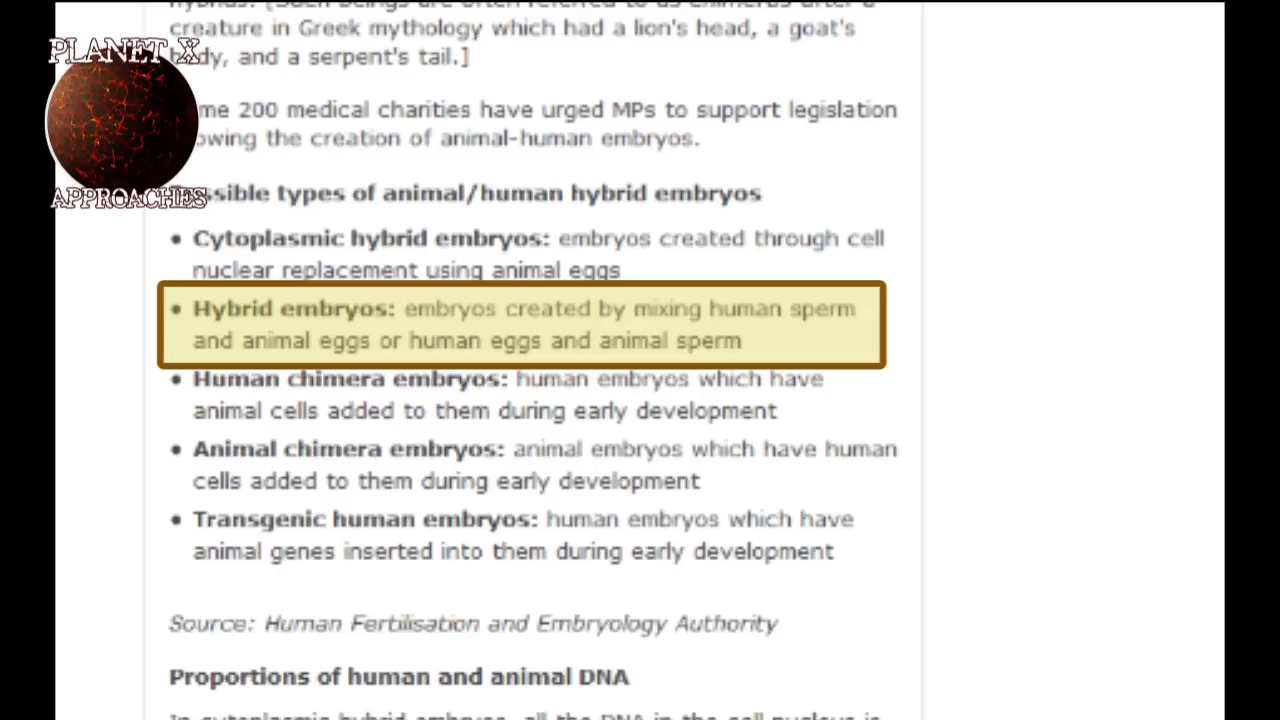 creature in Greek mythology which had a lion's head, a goat's
PLANET X
and a serpent's tail.]
200 medical charities have urged MPs to support legislation
the creation of animal-human embryos.
APPROACHES
types of animal/human hybrid embryos
• Cytoplasmic hybrid embryos: embryos created through cell
nuclear replacement using animal eggs
• Hybrid embryos: embryos created by mixing human sperm
and animal eggs or human eggs and animal sperm
• Human chimera embryos: human embryos which have
animal cells added to them during early development
• Animal chimera embryos: animal embryos which have human
cells added to them during early development
• Transgenic human embryos: human embryos which have
animal genes inserted into them during early development
Source: Human Fertilisation and Embryology Authority
Proportions of human and animal DNA